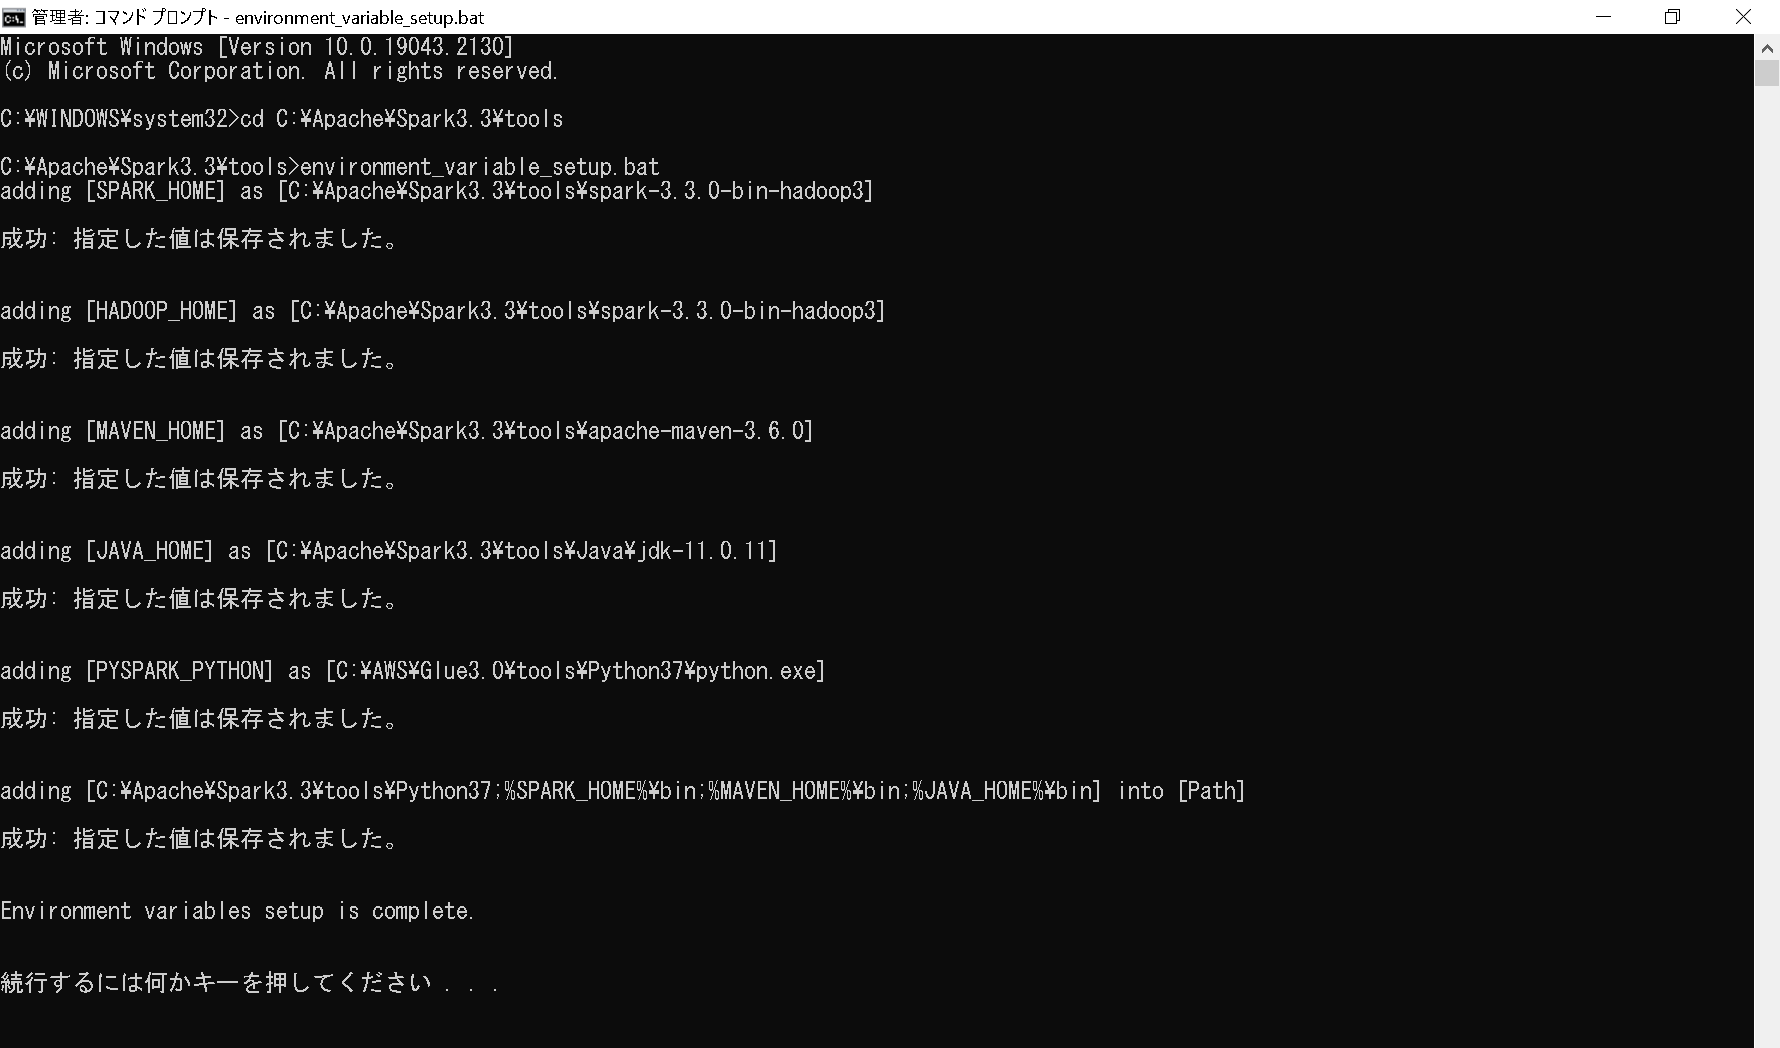 管理者: コマンド プロンプト - environment_variable_setup.bat
Microsoft Windows [Version 10.0.19043.2130]
(c) Microsoft Corporation. All rights reserved.
C:¥WINDOWS¥system32>cd C:¥Apache¥Spark3.3¥tools
C:¥Apache¥Spark3.3¥tools>environment_variable_setup.bat
adding [SPARK_HOME] as [C:¥Apache¥Spark3.3¥tools¥spark-3.3.0-bin-hadoop3]
成功: 指定した値は保存されました。
adding [HADOOP_HOME] as [C:¥Apache¥Spark3.3¥tools¥spark-3.3.0-bin-hadoop3]
成功: 指定した値は保存されました。
adding [MAVEN_HOME] as [C:¥Apache¥Spark3.3¥tools¥apache-maven-3.6.0]
成功: 指定した値は保存されました。
adding [JAVA_HOME] as [C:¥Apache¥Spark3.3¥tools¥Java¥jdk-11.0.11]
成功: 指定した値は保存されました。
adding [PYSPARK_PYTHON] as [C:¥AWS¥Glue3.0¥tools¥Python37¥python.exe]
成功: 指定した値は保存されました。
adding [C:¥Apache¥Spark3.3¥tools¥Python37;%SPARK_HOME%¥bin;%MAVEN_HOME%¥bin;%JAVA_HOME%¥bin] into [Path]
成功: 指定した値は保存されました。
Environment variables setup is complete.
続行するには何かキーを押してください . . .